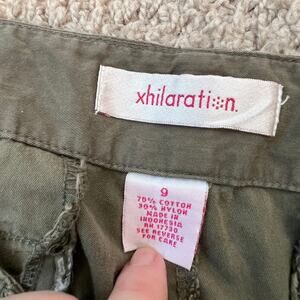 xhilaration.
9
70% COTTON
30% NYLON
MADE IN
INDONESIA
RN 17730
SEE REVERSE
FOR CARE